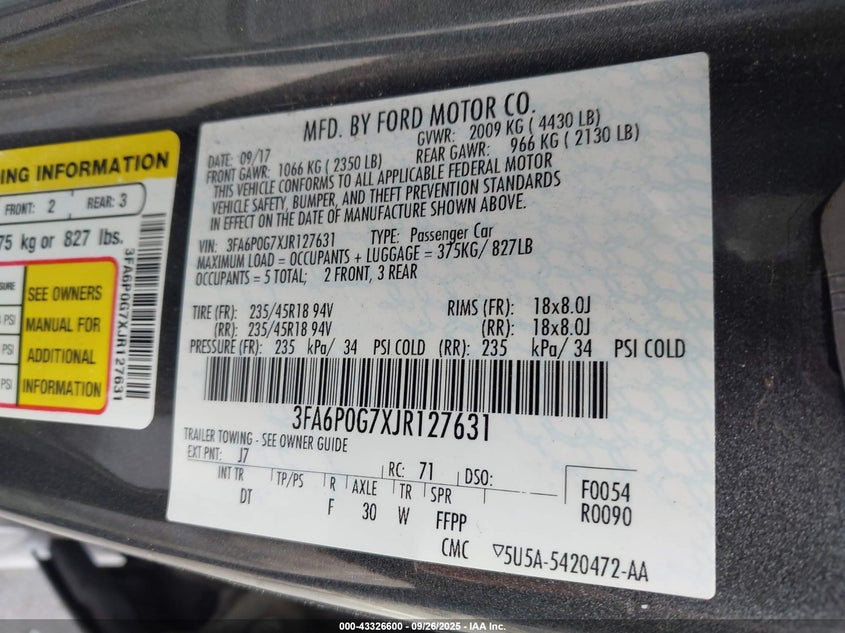 ING INFORMATION
FRONT: 2 REAR: 3
75 kg or 827 lbs.
SURE
PSI
PSI
PSI
SEE OWNERS
MANUAL FOR
ADDITIONAL
INFORMATION
3FA6P0G7XJR127631
MFD. BY FORD MOTOR CO.
DATE: 09/17 GVWR: 2009 KG ( 4430 LB)
FRONT GAWR: 1066 KG ( 2350 LB) REAR GAWR: 966 KG ( 2130 LB)
THIS VEHICLE CONFORMS TO ALL APPLICABLE FEDERAL MOTOR
VEHICLE SAFETY, BUMPER, AND THEFT PREVENTION STANDARDS
IN EFFECT ON THE DATE OF MANUFACTURE SHOWN ABOVE.
VIN: 3FA6P0G7XJR127631 TYPE: Passenger Car
MAXIMUM LOAD = OCCUPANTS + LUGGAGE = 375KG/ 827LB
OCCUPANTS = 5 TOTAL; 2 FRONT, 3 REAR
TIRE (FR): 235/45R18 94V RIMS (FR): 18x8.0J
(RR): 235/45R18 94V (RR): 18x8.0J
PRESSURE (FR): 235 kPa/ 34 PSI COLD (RR): 235 kPa/ 34 PSI COLD
3FA6P0G7XJR127631
TRAILER TOWING - SEE OWNER GUIDE
EXT PNT: J7 RC: 71 DSO: F0054
INT TR TP/PS R AXLE TR SPR R0090
DT F 30 W FFPP
CMC ▽5U5A-5420472-AA
000-43326600 - 09/26/2025 - IAA Inc.